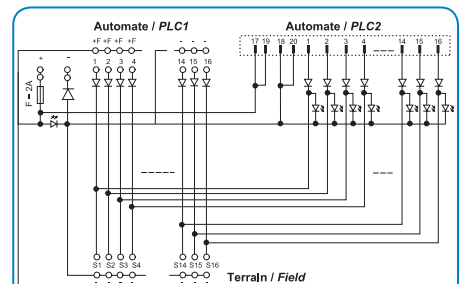 Automate / PLC1 Automate / PLC2
+F +F +F +F - - - 17 19 18 20 1 2 3 4 14 15 16
+ - 1 2 3 4 14 15 16
F - 2A
S1 S2 S3 S4 S14 S15 S16
Terrain / Field